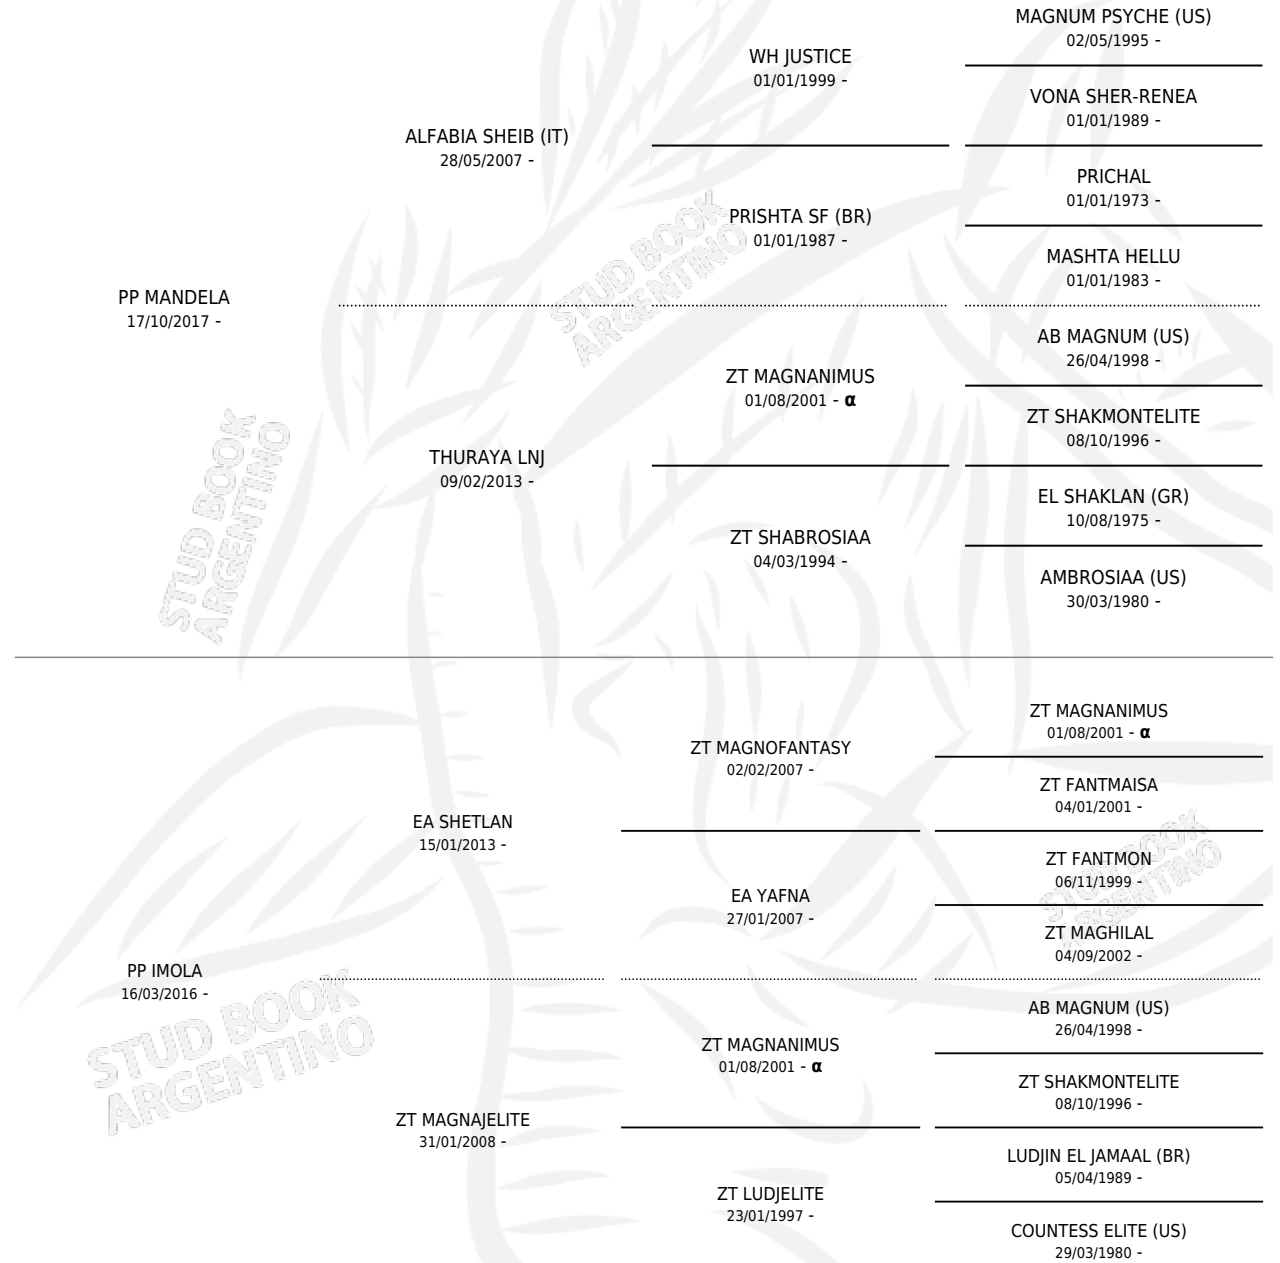 MAGNUM PSYCHE (US)
02/05/1995 -
WH JUSTICE
01/01/1999 -
VONA SHER-RENEA
01/01/1989 -
ALFABIA SHEIB (IT)
28/05/2007 -
PRICHAL
01/01/1973 -
PRISHTA SF (BR)
01/01/1987 -
MASHTA HELLU
01/01/1983 -
PP MANDELA
17/10/2017 -
AB MAGNUM (US)
26/04/1998 -
ZT MAGNANIMUS
01/08/2001 - α
ZT SHAKMONTELITE
08/10/1996 -
THURAYA LNJ
09/02/2013 -
EL SHAKLAN (GR)
10/08/1975 -
ZT SHABROSIAA
04/03/1994 -
AMBROSIAA (US)
30/03/1980 -
ZT MAGNANIMUS
01/08/2001 - α
ZT MAGNOFANTASY
02/02/2007 -
ZT FANTMAISA
04/01/2001 -
EA SHETLAN
15/01/2013 -
ZT FANTMON
06/11/1999 -
EA YAFNA
27/01/2007 -
ZT MAGHILAL
04/09/2002 -
PP IMOLA
16/03/2016 -
AB MAGNUM (US)
26/04/1998 -
ZT MAGNANIMUS
01/08/2001 - α
ZT SHAKMONTELITE
08/10/1996 -
ZT MAGNAJELITE
31/01/2008 -
LUDJIN EL JAMAAL (BR)
05/04/1989 -
ZT LUDJELITE
23/01/1997 -
COUNTESS ELITE (US)
29/03/1980 -
STUD BOOK
ARGENTINO
STUD BOOK
ARGENTINO
STUD BOOK
ARGENTINO
STUD BOOK
ARGENTINO